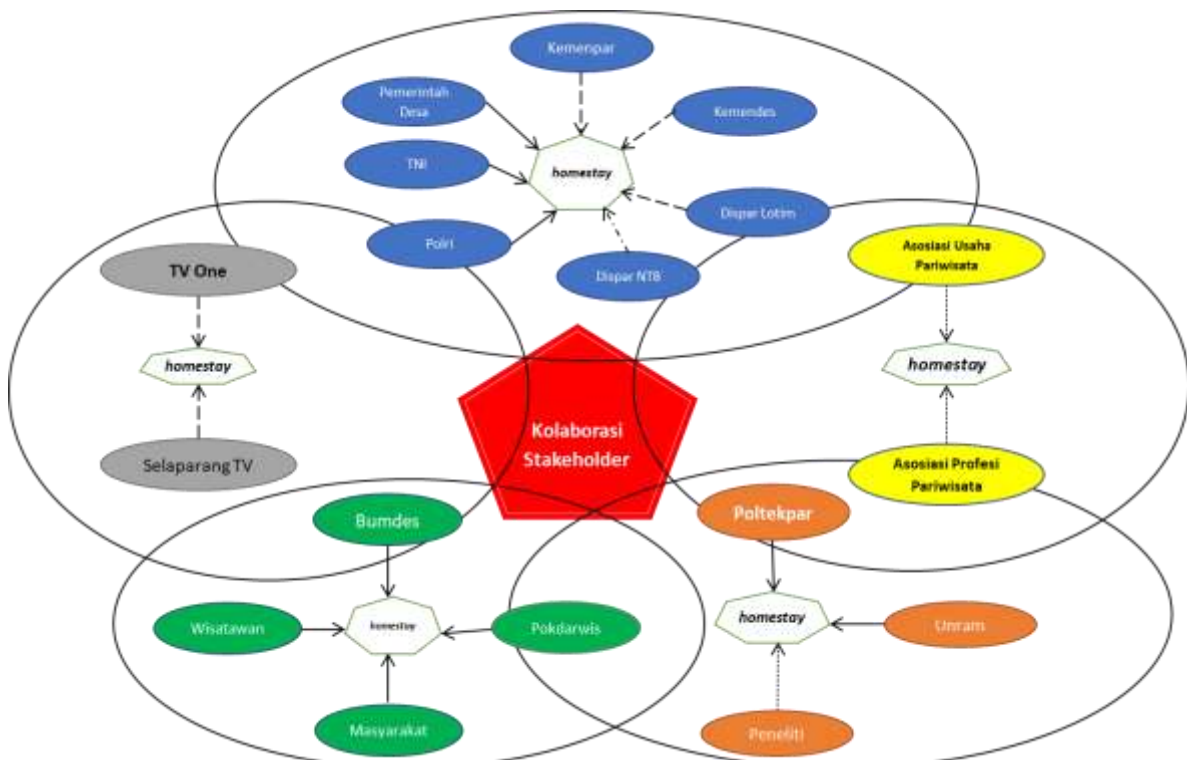 Kemenpar
Pemerintah
Desa
Kemendes
TNI
homestay
Dispar Lotim
Polri
Dispar NTB
TV One
homestay
Selaparang TV
Asosiasi Usaha
Pariwisata
homestay
Asosiasi Profesi
Pariwisata
Kolaborasi
Stakeholder
Bumdes
Wisatawan
homestay
Pokdarwis
Masyarakat
Poltekpar
homestay
Unram
Peneliti